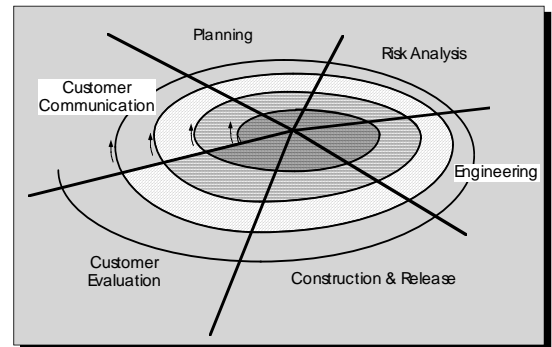 Planning
Risk Analysis
Customer
Communication
Engineering
Customer
Evaluation
Construction & Release